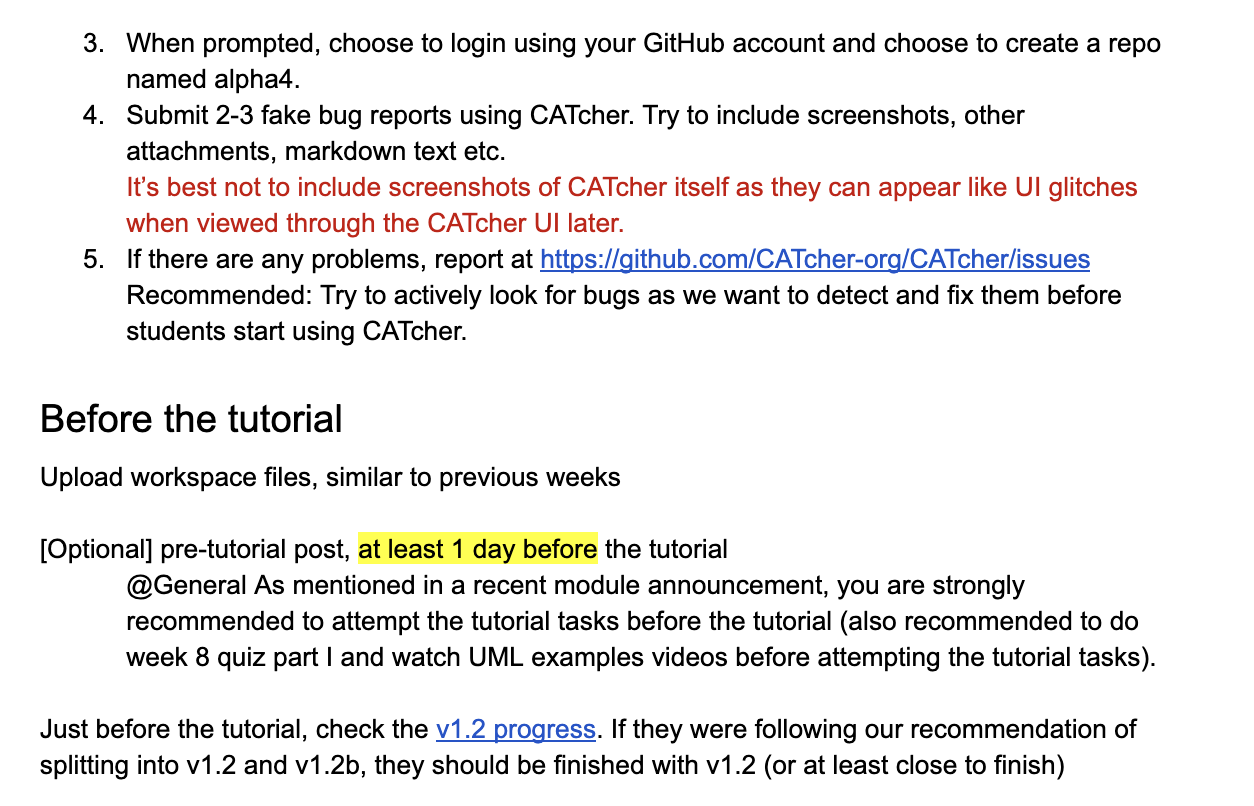 3. When prompted, choose to login using your GitHub account and choose to create a repo
named alpha4.
4. Submit 2-3 fake bug reports using CATcher. Try to include screenshots, other
attachments, markdown text etc.
It’s best not to include screenshots of CATcher itself as they can appear like UI glitches
when viewed through the CATcher UI later.
5. If there are any problems, report at https://github.com/CATcher-org/CATcher/issues
Recommended: Try to actively look for bugs as we want to detect and fix them before
students start using CATcher.
Before the tutorial
Upload workspace files, similar to previous weeks
[Optional] pre-tutorial post, at least 1 day before the tutorial
@General As mentioned in a recent module announcement, you are strongly
recommended to attempt the tutorial tasks before the tutorial (also recommended to do
week 8 quiz part I and watch UML examples videos before attempting the tutorial tasks).
Just before the tutorial, check the v1.2 progress. If they were following our recommendation of
splitting into v1.2 and v1.2b, they should be finished with v1.2 (or at least close to finish)